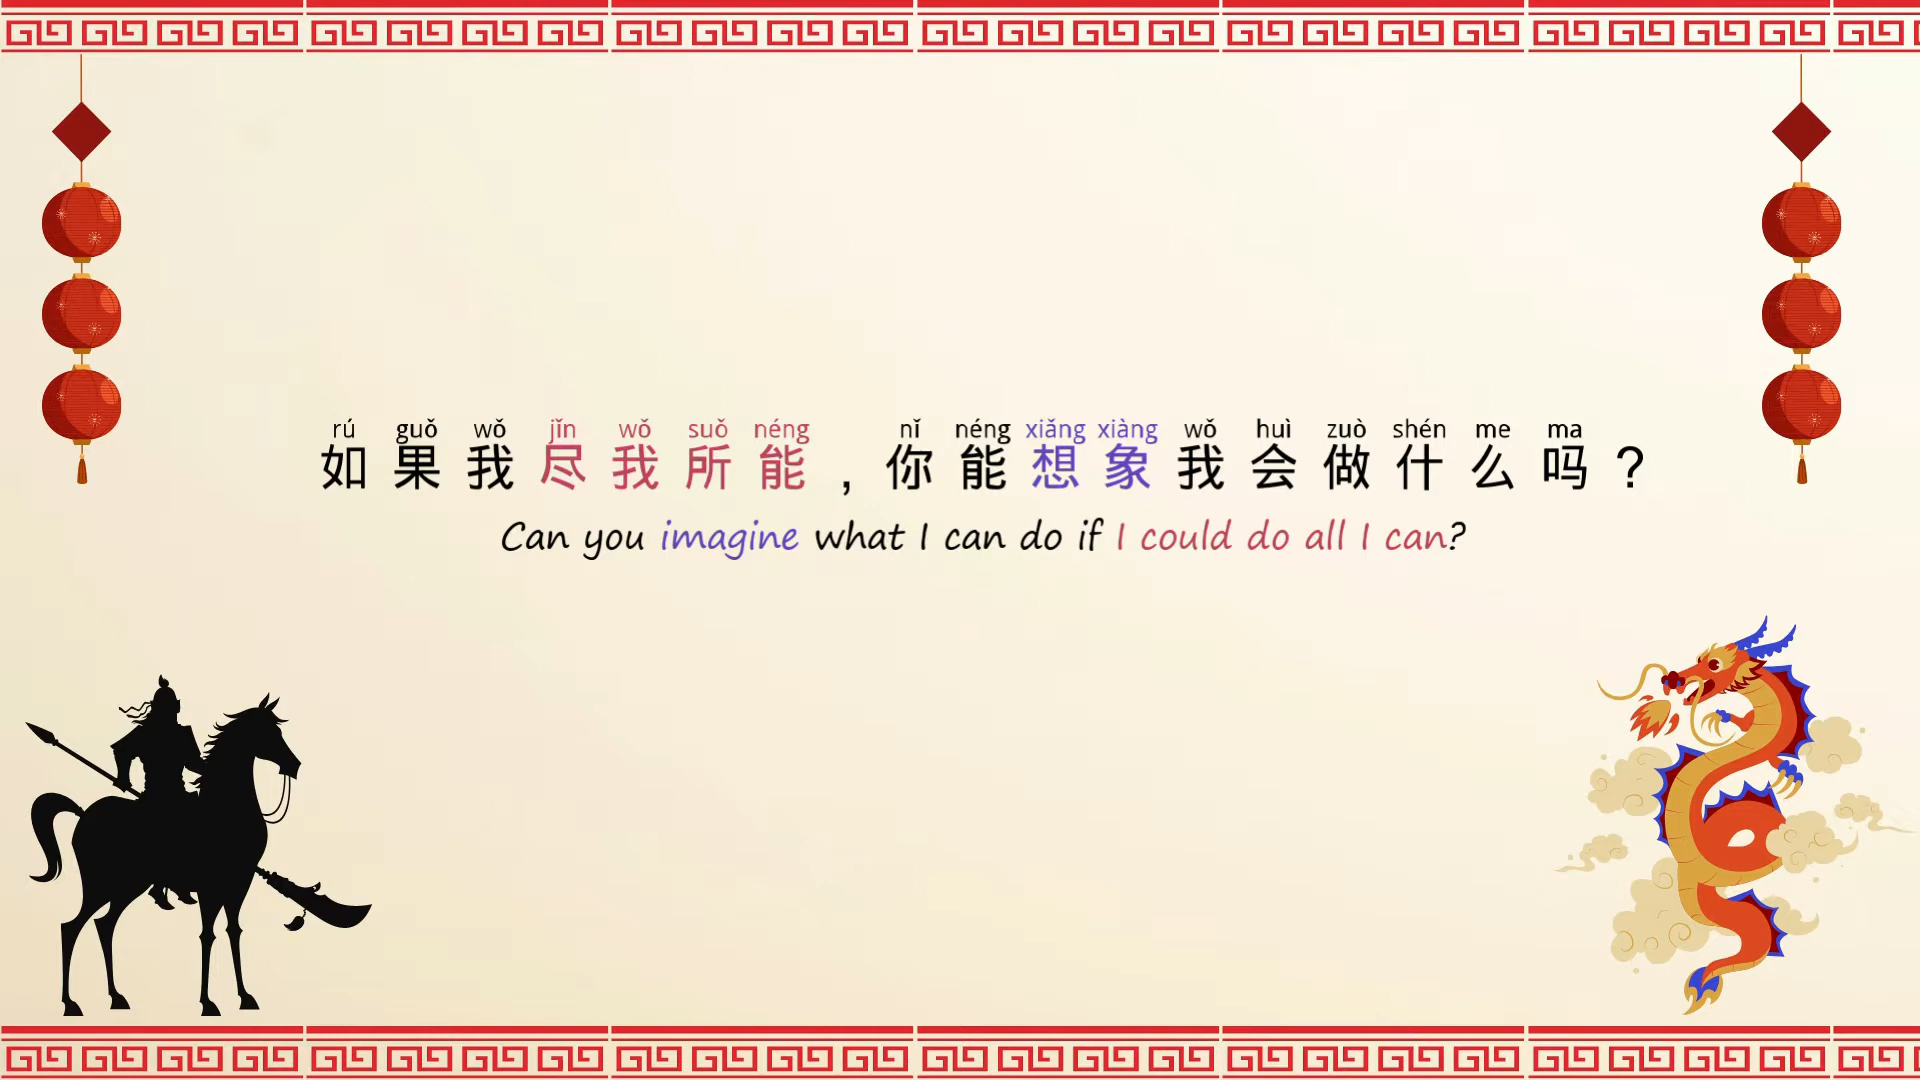 rú guǒ wǒ jǐn wǒ suǒ néng nǐ néng xiǎng xiàng wǒ huì zuò shén me ma
如果我尽我所能，你能想象我会做什么吗？
Can you imagine what I can do if I could do all I can?